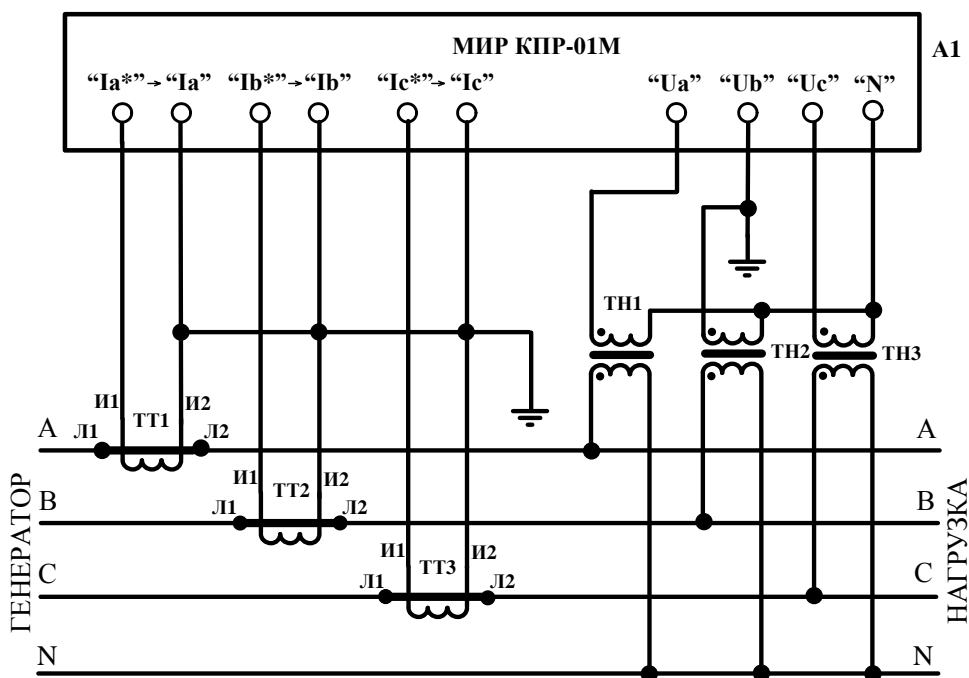 МИР КПР-01М
А1
“Ia*”→“Ia” “Ib*”→“Ib” “Ic*”→“Ic” “Ua” “Ub” “Uc” “N”
ТН1
ТН2
ТН3
И1 ТТ1 И2
А Л1 Л2 А
И1 ТТ2 И2
В Л1 Л2 В
И1 ТТ3 И2
С Л1 Л2 С
N N
ГЕНЕРАТОР
НАГРУЗКА